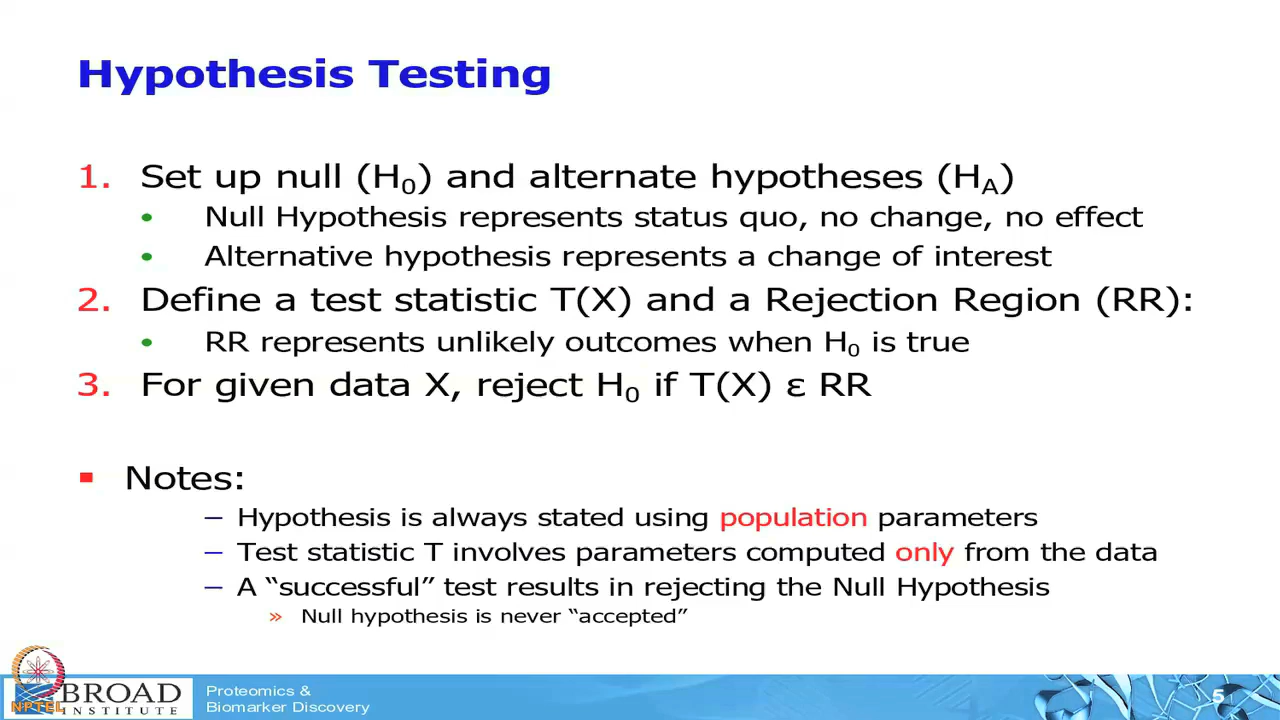 Hypothesis Testing
1. Set up null (H₀) and alternate hypotheses (Hₐ)
• Null Hypothesis represents status quo, no change, no effect
• Alternative hypothesis represents a change of interest
2. Define a test statistic T(X) and a Rejection Region (RR):
• RR represents unlikely outcomes when H₀ is true
3. For given data X, reject H₀ if T(X) ε RR
▪ Notes:
– Hypothesis is always stated using population parameters
– Test statistic T involves parameters computed only from the data
– A “successful” test results in rejecting the Null Hypothesis
» Null hypothesis is never “accepted”
BROAD
INSTITUTE
NPTEL
Proteomics &
Biomarker Discovery
5